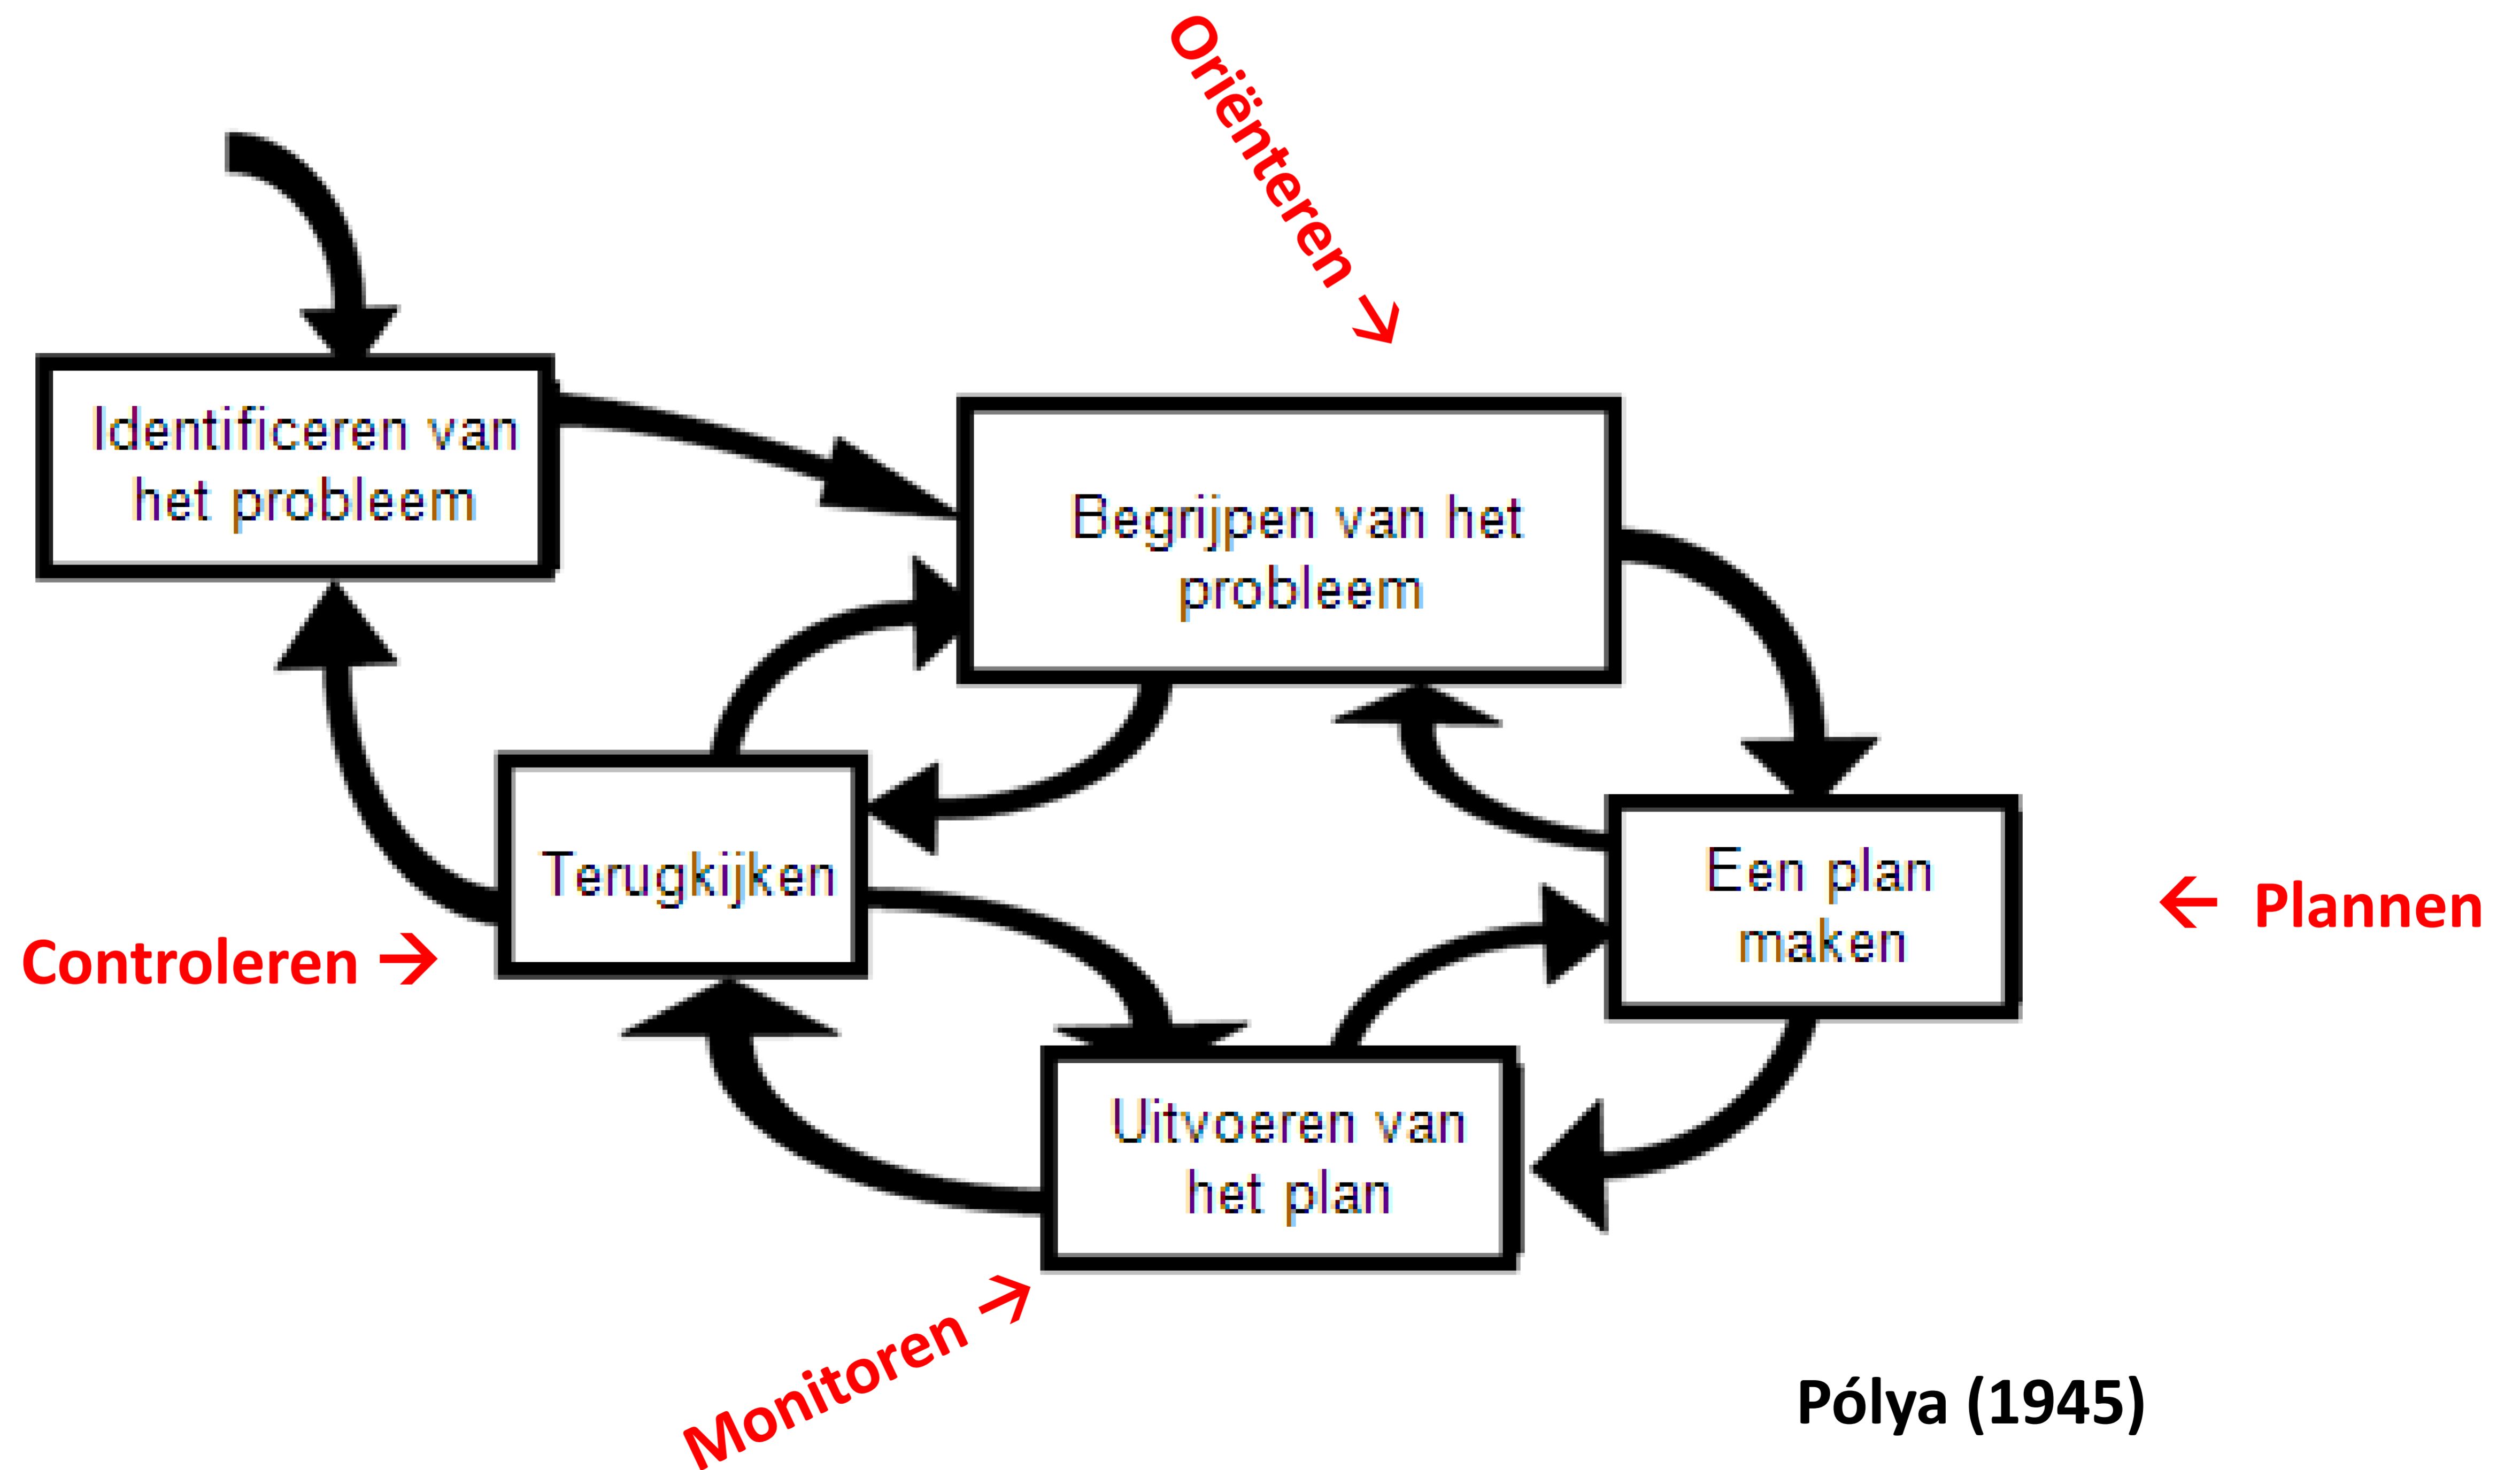 Oriënteren →
Identificeren van
het probleem
Begrijpen van het
probleem
Terugkijken
Een plan
maken
← Plannen
Controleren →
Uitvoeren van
het plan
Monitoren →
Pólya (1945)